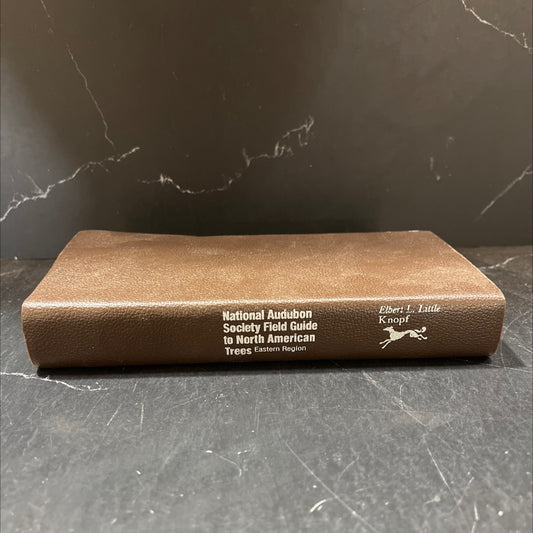 National Audubon
Society Field Guide
to North American
Trees Eastern Region
Elbert L. Little
Knopf